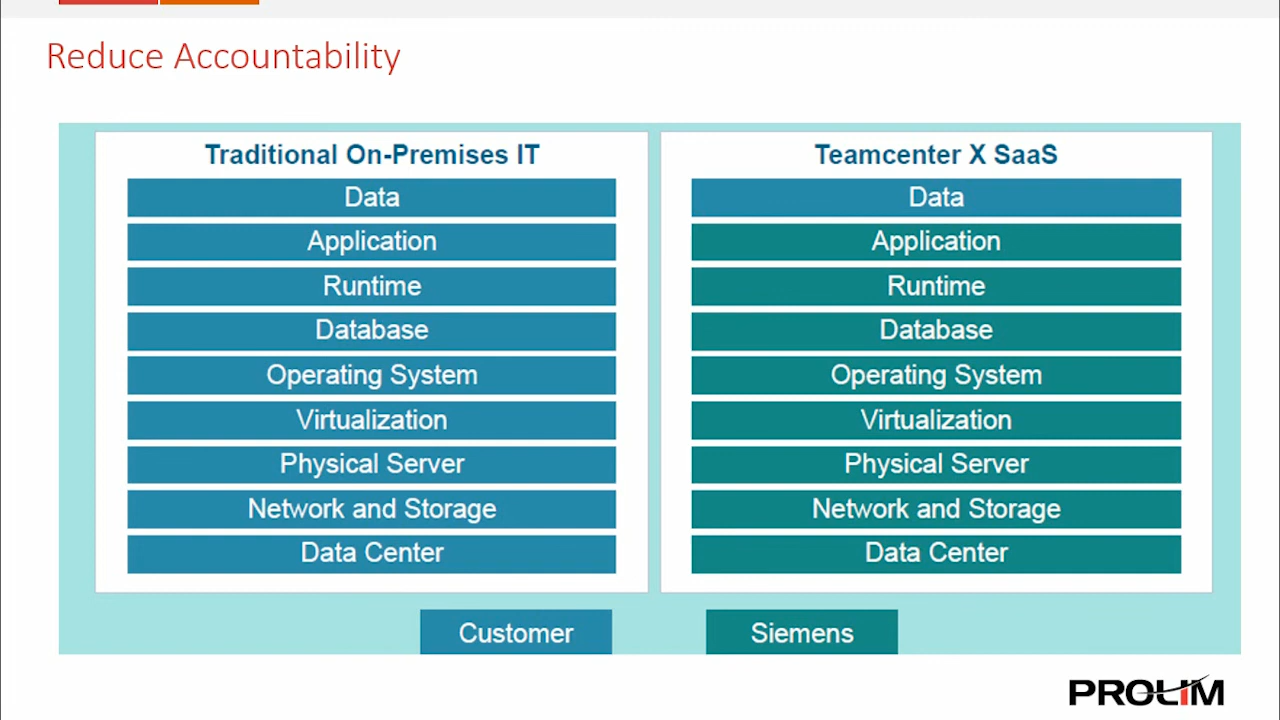 Reduce Accountability
Traditional On-Premises IT
Data
Application
Runtime
Database
Operating System
Virtualization
Physical Server
Network and Storage
Data Center
Teamcenter X SaaS
Data
Application
Runtime
Database
Operating System
Virtualization
Physical Server
Network and Storage
Data Center
Customer
Siemens
PROLIM